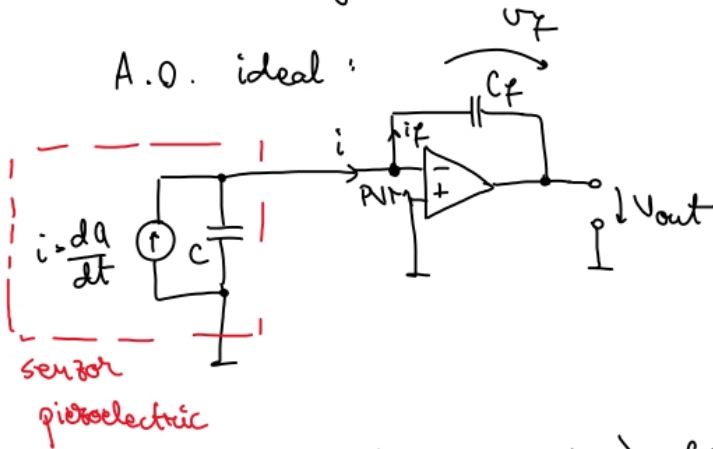 A.O. ideal :
vf
Cf
if
i
PVM
-
+
Vout
i = dQ/dt
C
senzor
piezoelectric